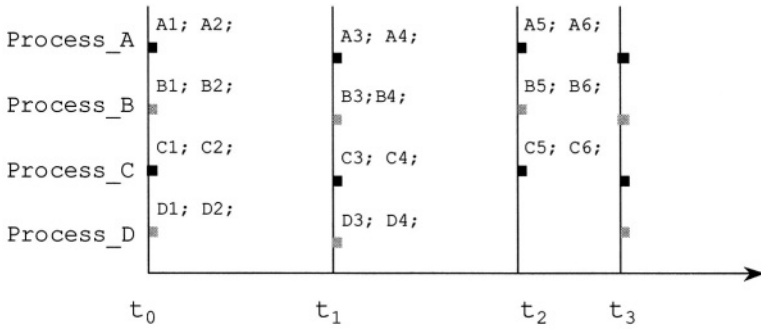 Process_A A1; A2; A3; A4; A5; A6;
Process_B B1; B2; B3;B4; B5; B6;
Process_C C1; C2; C3; C4; C5; C6;
Process_D D1; D2; D3; D4;
t0 t1 t2 t3